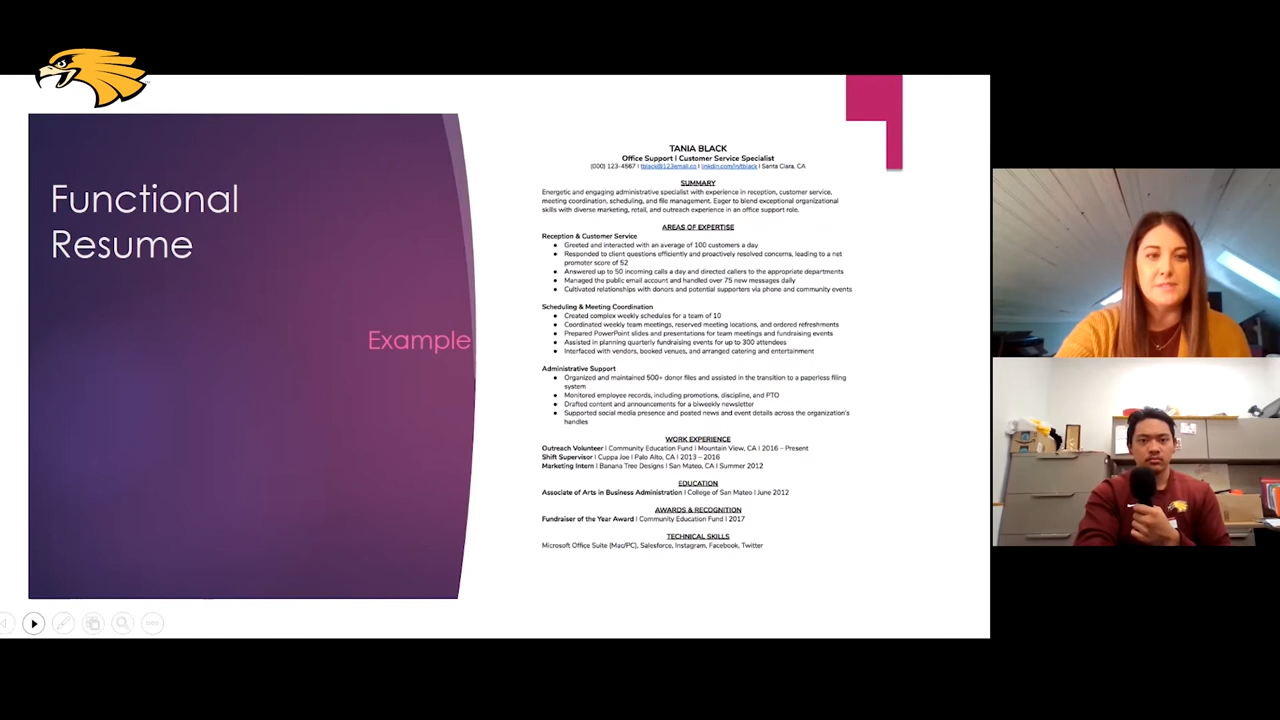 Functional
Resume
Example
TANIA BLACK
Office Support | Customer Service Specialist
(000) 123-4567 | tblack@123email.co | linkdin.com/in/tblack | Santa Clara, CA
SUMMARY
Energetic and engaging administrative specialist with experience in reception, customer service,
meeting coordination, scheduling, and file management. Eager to blend exceptional organizational
skills with diverse marketing, retail, and outreach experience in an office support role.
AREAS OF EXPERTISE
Reception & Customer Service
● Greeted and interacted with an average of 100 customers a day
● Responded to client questions efficiently and proactively resolved concerns, leading to a net
promoter score of 52
● Answered up to 50 incoming calls a day and directed callers to the appropriate departments
● Managed the public email account and handled over 75 new messages daily
● Cultivated relationships with donors and potential supporters via phone and community events
Scheduling & Meeting Coordination
● Created complex weekly schedules for a team of 10
● Coordinated weekly team meetings, reserved meeting locations, and ordered refreshments
● Prepared PowerPoint slides and presentations for team meetings and fundraising events
● Assisted in planning quarterly fundraising events for up to 300 attendees
● Interfaced with vendors, booked venues, and arranged catering and entertainment
Administrative Support
● Organized and maintained 500+ donor files and assisted in the transition to a paperless filing
system
● Monitored employee records, including promotions, discipline, and PTO
● Drafted content and announcements for a biweekly newsletter
● Supported social media presence and posted news and event details across the organization's
handles
WORK EXPERIENCE
Outreach Volunteer | Community Education Fund | Mountain View, CA | 2016 – Present
Shift Supervisor | Cuppa Joe | Palo Alto, CA | 2013 – 2016
Marketing Intern | Banana Tree Designs | San Mateo, CA | Summer 2012
EDUCATION
Associate of Arts in Business Administration | College of San Mateo | June 2012
AWARDS & RECOGNITION
Fundraiser of the Year Award | Community Education Fund | 2017
TECHNICAL SKILLS
Microsoft Office Suite (Mac/PC), Salesforce, Instagram, Facebook, Twitter